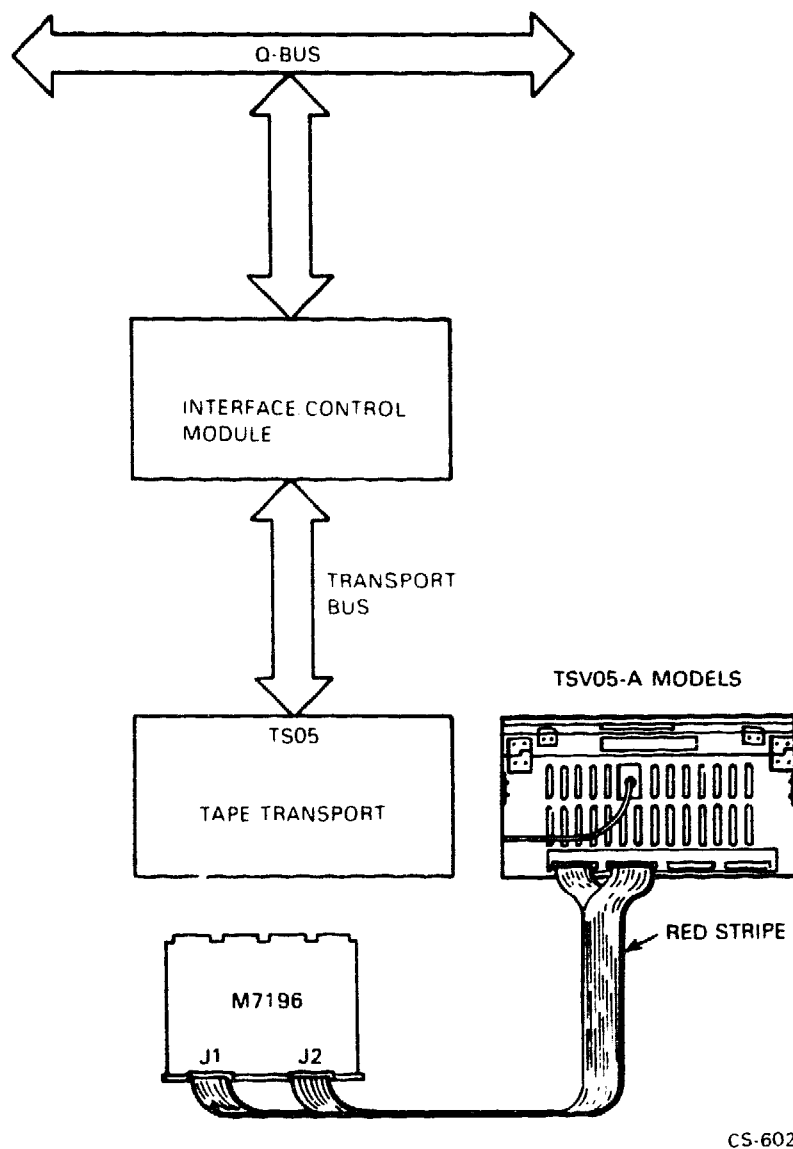 Q-BUS
INTERFACE CONTROL
MODULE
TRANSPORT
BUS
TSV05-A MODELS
TS05
TAPE TRANSPORT
RED STRIPE
M7196
J1 J2
CS-602